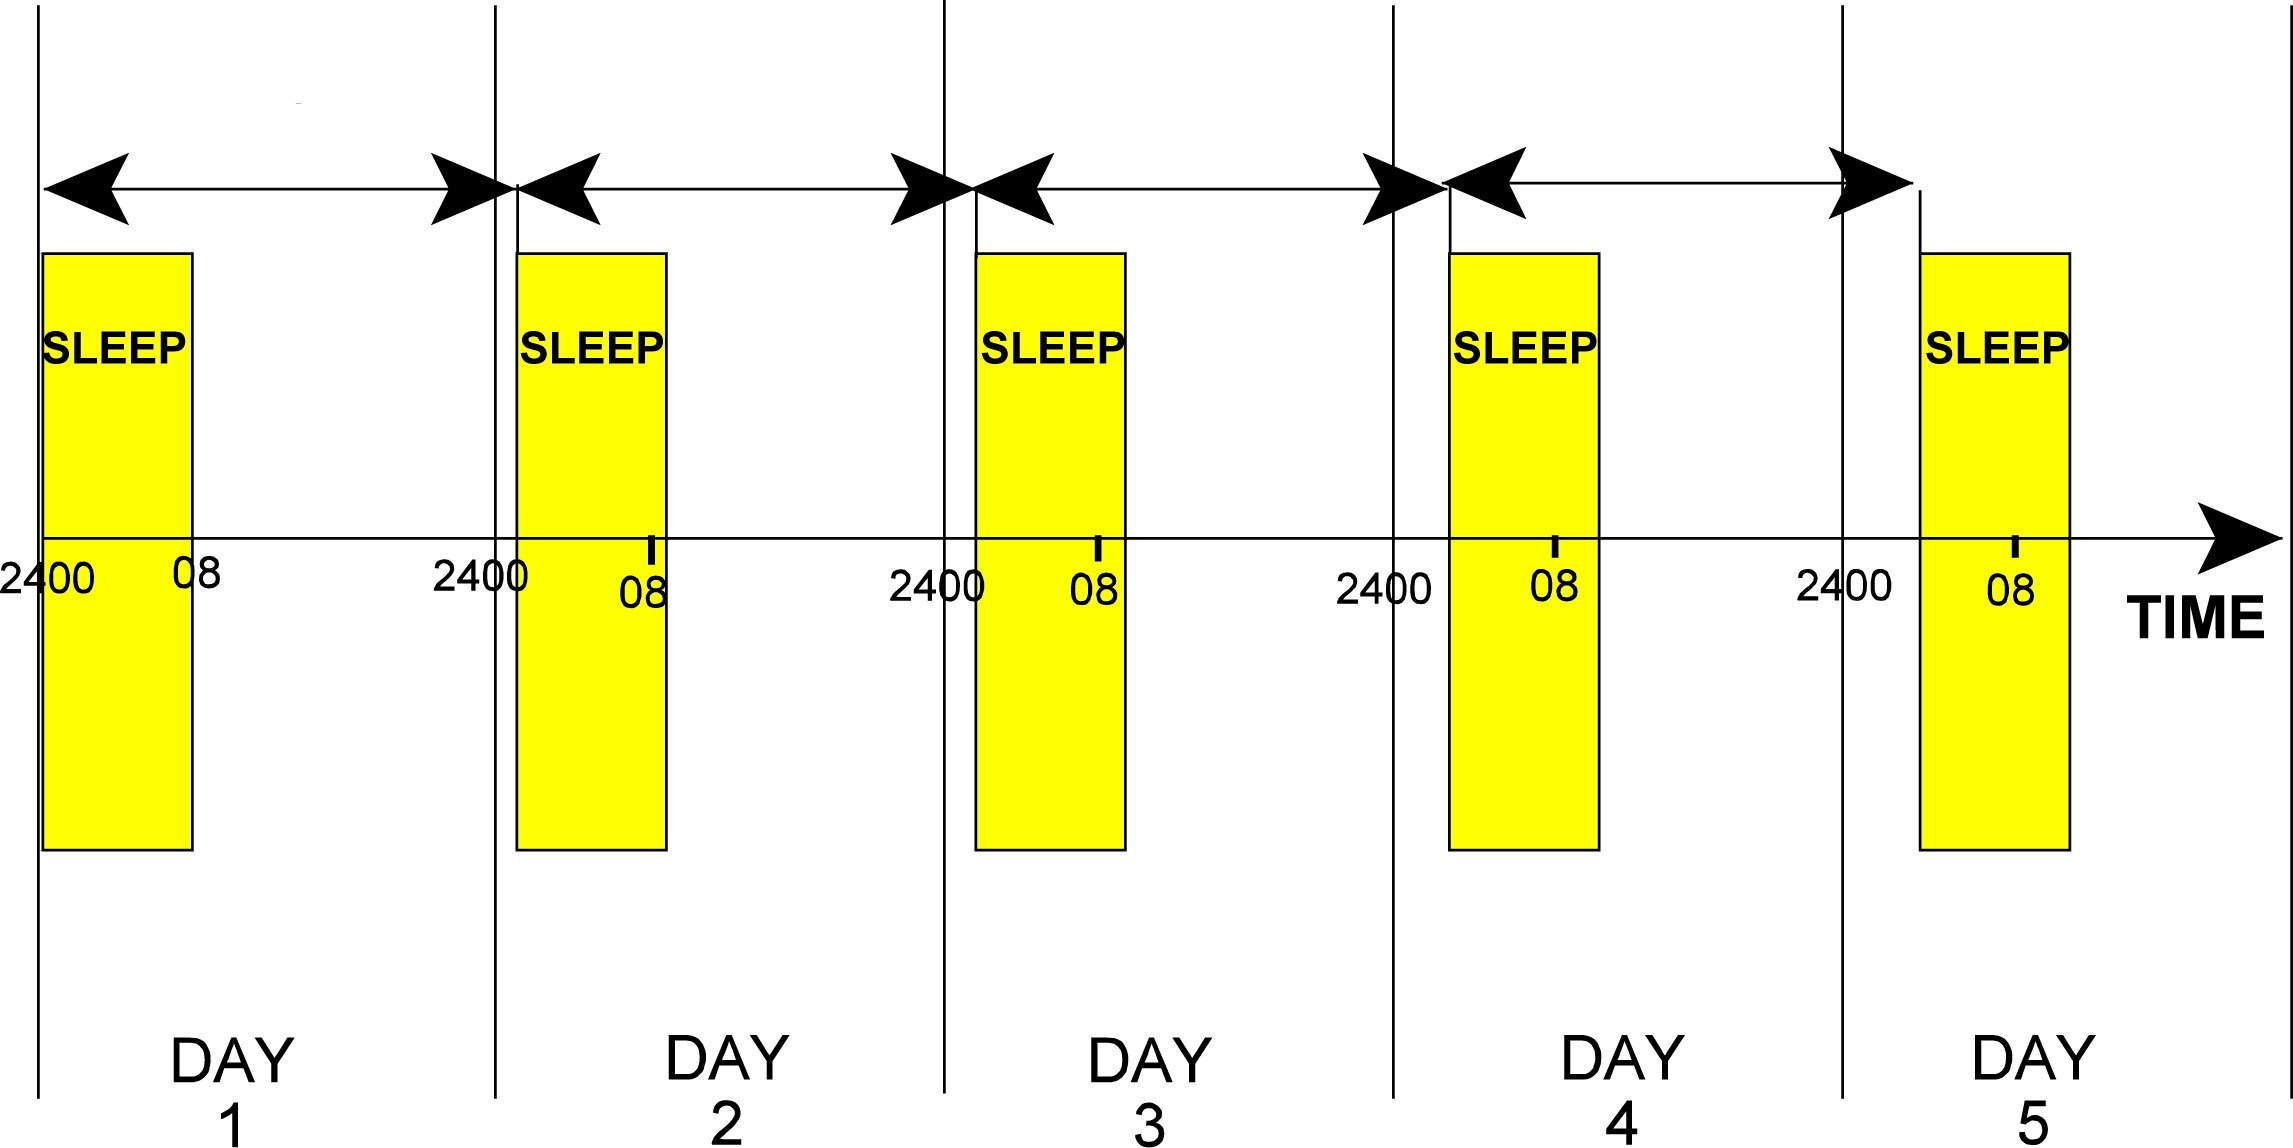 SLEEP SLEEP SLEEP SLEEP SLEEP
2400 08 2400 08 2400 08 2400 08 2400 08
TIME
DAY DAY DAY DAY DAY
1 2 3 4 5